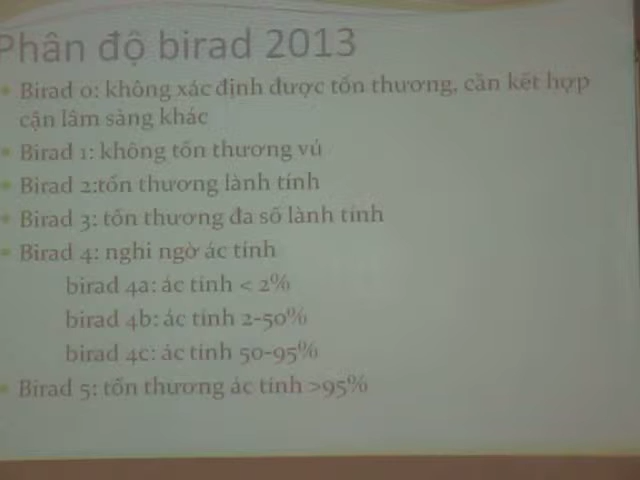 Phân độ birad 2013
Birad 0: không xác định được tổn thương, cần kết hợp
cận lâm sàng khác
Birad 1: không tổn thương vú
Birad 2:tổn thương lành tính
Birad 3: tổn thương đa số lành tính
Birad 4: nghi ngờ ác tính
birad 4a: ác tính < 2%
birad 4b: ác tính 2-50%
birad 4c: ác tính 50-95%
Birad 5: tổn thương ác tính >95%